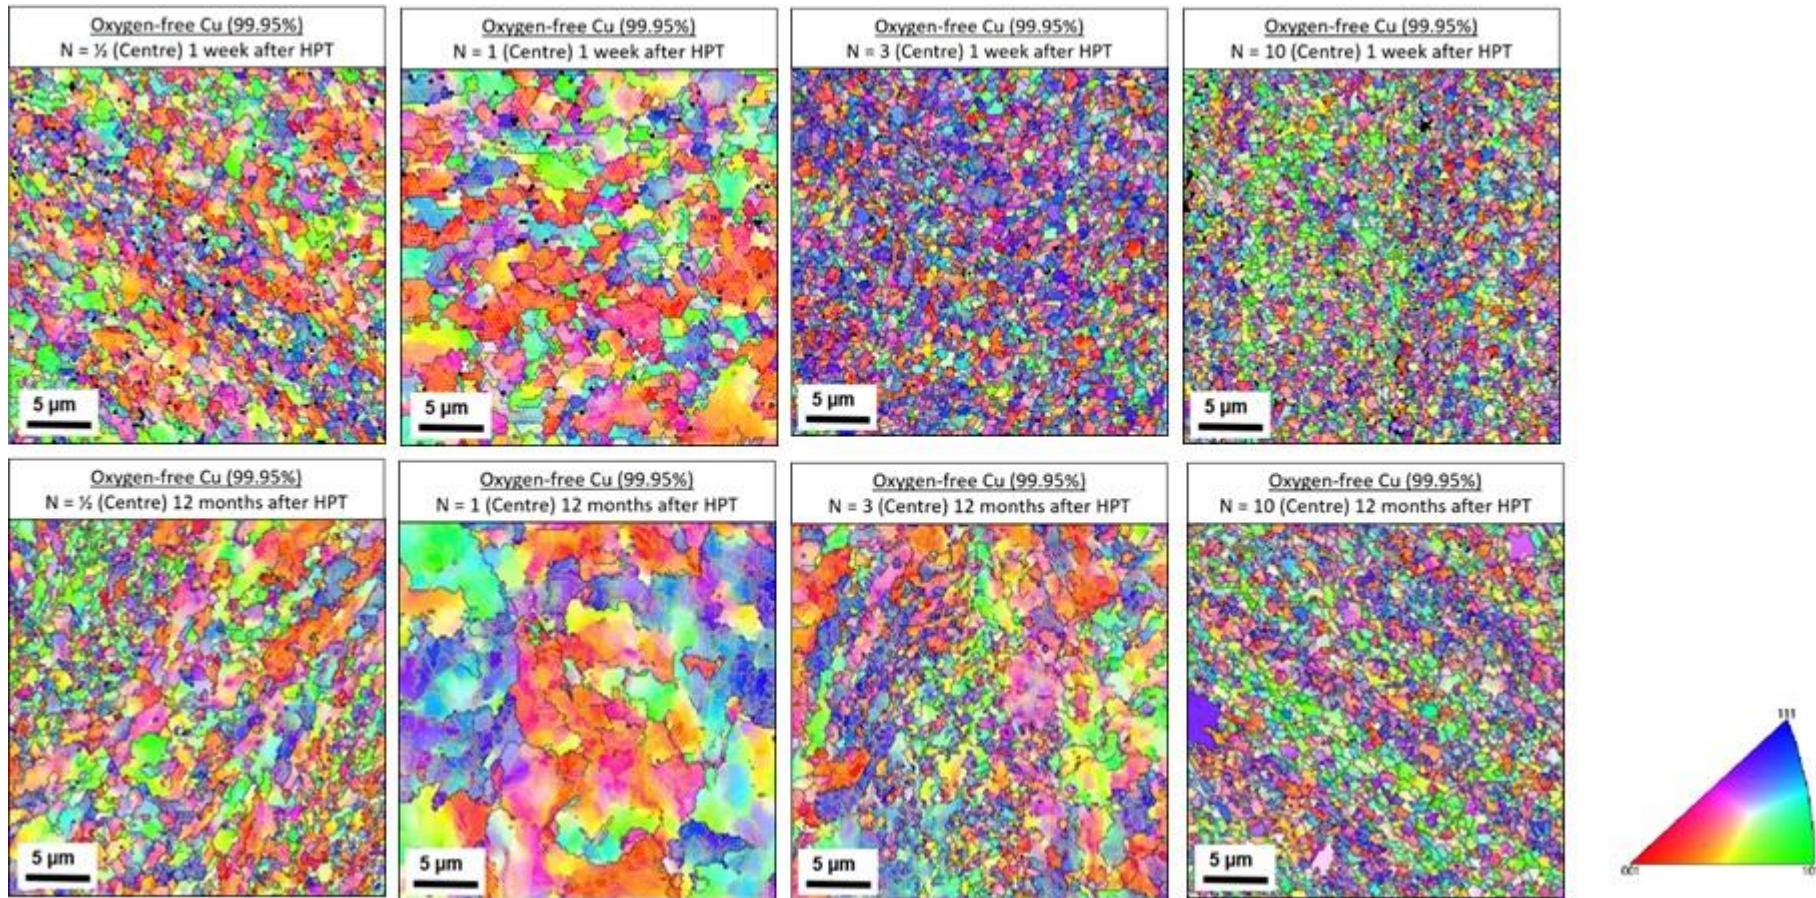 Oxygen-free Cu (99.95%)
N = ½ (Centre) 1 week after HPT
5 µm
Oxygen-free Cu (99.95%)
N = 1 (Centre) 1 week after HPT
5 µm
Oxygen-free Cu (99.95%)
N = 3 (Centre) 1 week after HPT
5 µm
Oxygen-free Cu (99.95%)
N = 10 (Centre) 1 week after HPT
5 µm
Oxygen-free Cu (99.95%)
N = ½ (Centre) 12 months after HPT
5 µm
Oxygen-free Cu (99.95%)
N = 1 (Centre) 12 months after HPT
5 µm
Oxygen-free Cu (99.95%)
N = 3 (Centre) 12 months after HPT
5 µm
Oxygen-free Cu (99.95%)
N = 10 (Centre) 12 months after HPT
5 µm
111
001